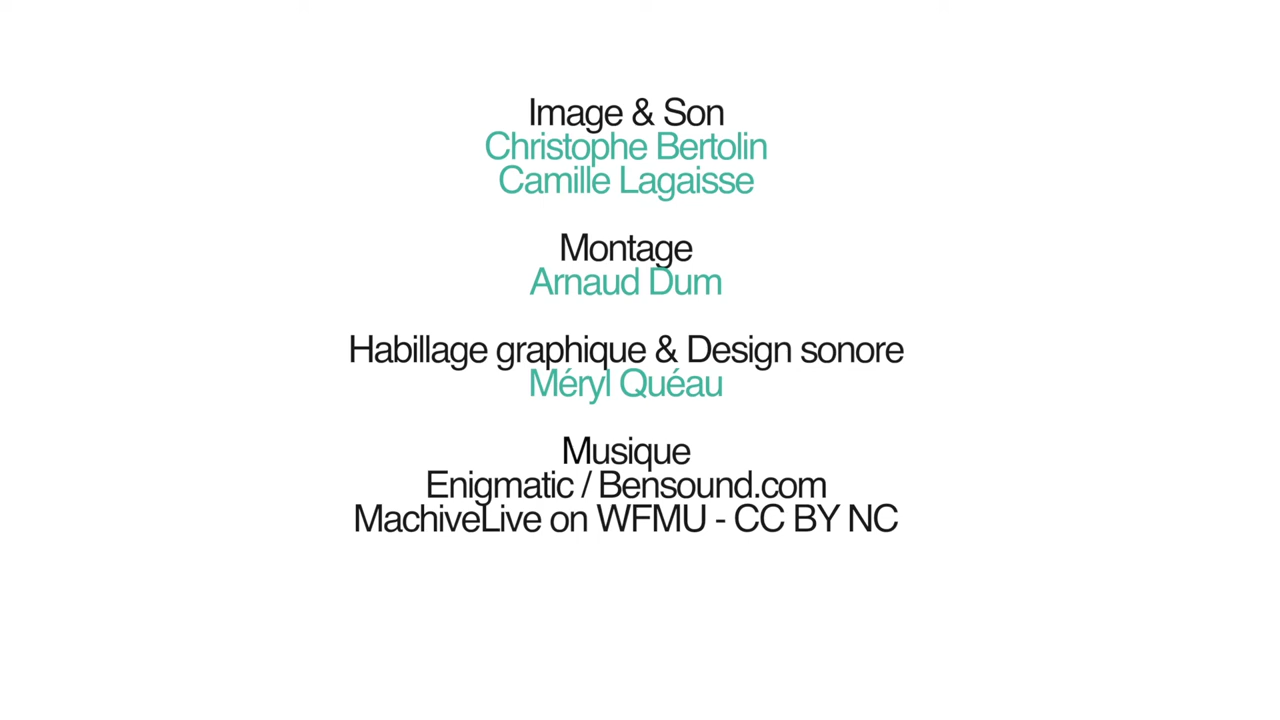 Image & Son
Christophe Bertolin
Camille Lagaisse
Montage
Arnaud Dum
Habillage graphique & Design sonore
Méryl Quéau
Musique
Enigmatic / Bensound.com
MachiveLive on WFMU - CC BY NC